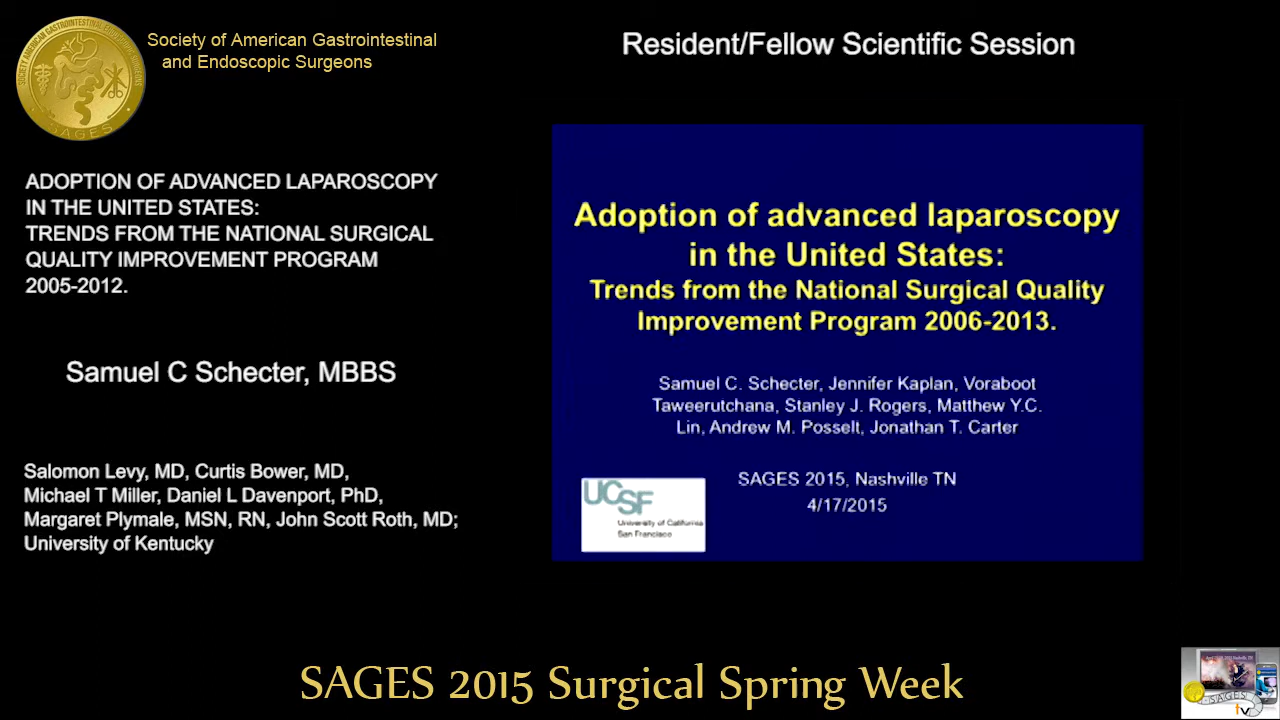 Society of American Gastrointestinal
and Endoscopic Surgeons
SAGES
Resident/Fellow Scientific Session
ADOPTION OF ADVANCED LAPAROSCOPY
IN THE UNITED STATES:
TRENDS FROM THE NATIONAL SURGICAL
QUALITY IMPROVEMENT PROGRAM
2005-2012.
Samuel C Schecter, MBBS
Salomon Levy, MD, Curtis Bower, MD,
Michael T Miller, Daniel L Davenport, PhD,
Margaret Plymale, MSN, RN, John Scott Roth, MD;
University of Kentucky
Adoption of advanced laparoscopy
in the United States:
Trends from the National Surgical Quality
Improvement Program 2006-2013.
Samuel C. Schecter, Jennifer Kaplan, Voraboot
Taweerutchana, Stanley J. Rogers, Matthew Y.C.
Lin, Andrew M. Posselt, Jonathan T. Carter
SAGES 2015, Nashville TN
4/17/2015
UCSF
University of California
San Francisco
SAGES 2015 Surgical Spring Week
SAGES
tv